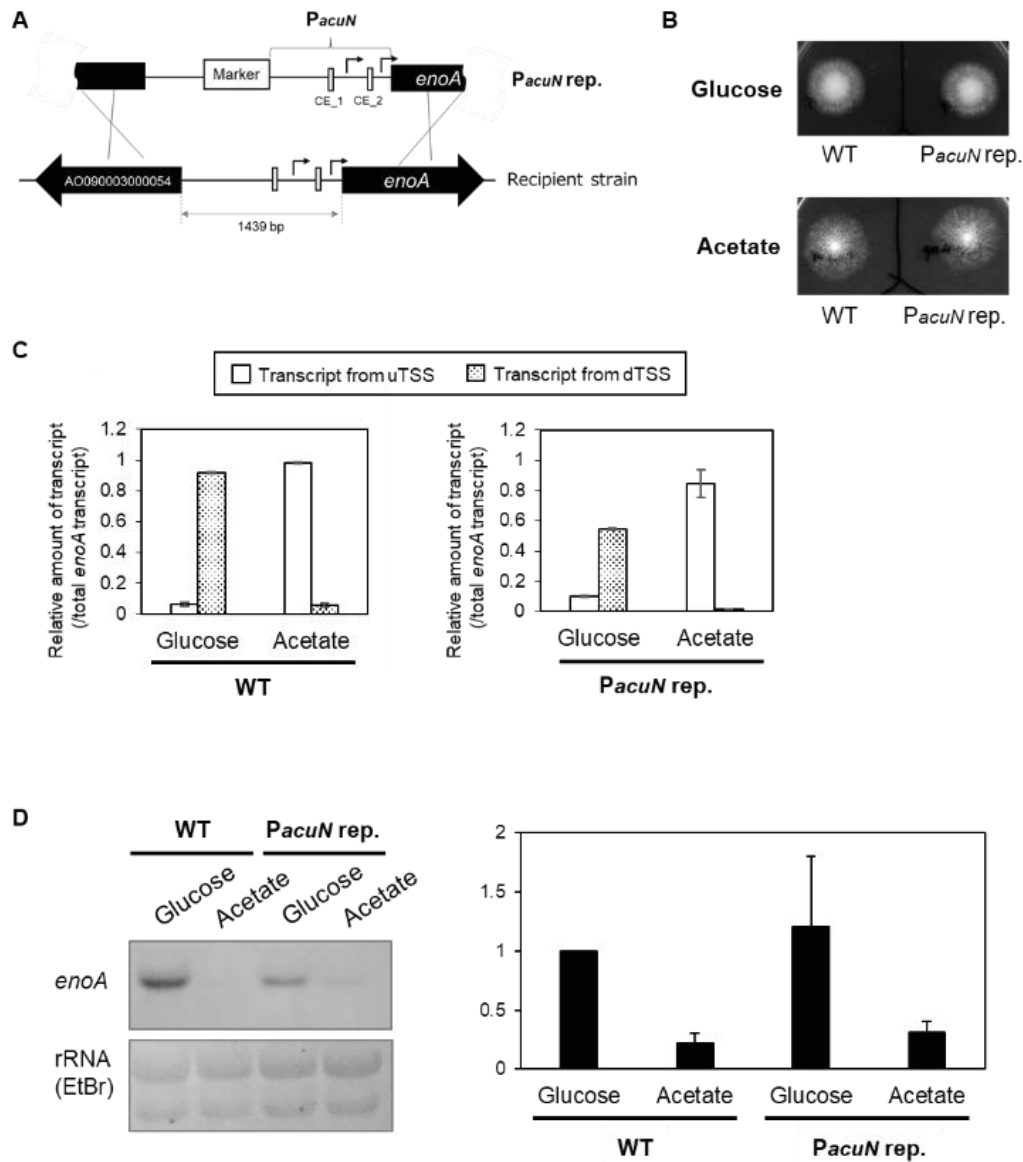 A
PacuN
Marker
enoA
PacuN rep.
CE_1
CE_2
AO090003000054
enoA
Recipient strain
1439 bp
B
Glucose
WT
PacuN rep.
Acetate
WT
PacuN rep.
C
Transcript from uTSS
Transcript from dTSS
Relative amount of transcript
(/total enoA transcript)
1.2
1
0.8
0.6
0.4
0.2
0
Glucose
Acetate
WT
Relative amount of transcript
(/total enoA transcript)
1.2
1
0.8
0.6
0.4
0.2
0
Glucose
Acetate
PacuN rep.
D
WT
PacuN rep.
Glucose
Acetate
Glucose
Acetate
enoA
rRNA
(EtBr)
2
1.5
1
0.5
0
Glucose
Acetate
Glucose
Acetate
WT
PacuN rep.